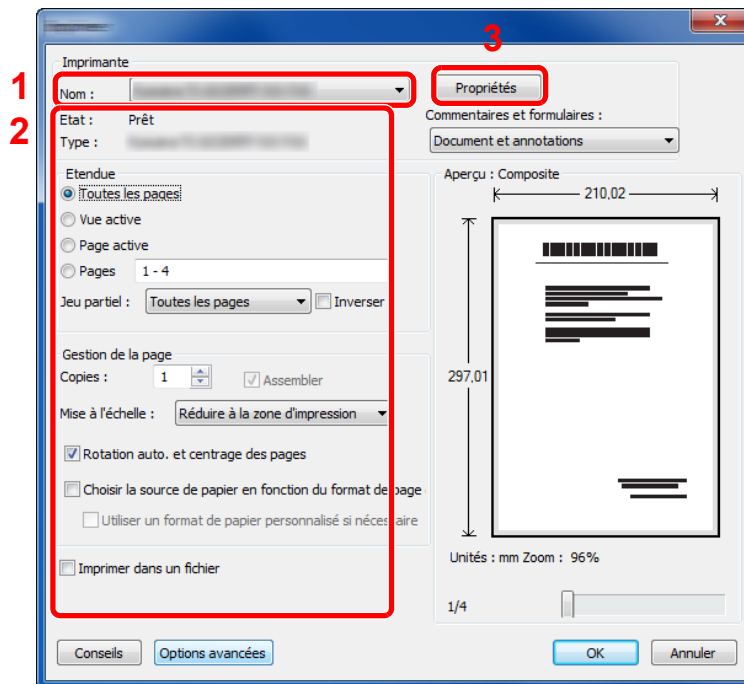 3
Imprimante
1
Nom :
Propriétés
2
Etat : Prêt
Commentaires et formulaires :
Type :
Document et annotations
Etendue
Aperçu : Composite
Toutes les pages
210,02
Vue active
Page active
Pages 1 - 4
Jeu partiel : Toutes les pages Inverser
Gestion de la page
Copies : 1 Assembler
297,01
Mise à l'échelle : Réduire à la zone d'impression
Rotation auto. et centrage des pages
Choisir la source de papier en fonction du format de page
Utiliser un format de papier personnalisé si nécessaire
Unités : mm Zoom : 96%
Imprimer dans un fichier
1/4
Conseils Options avancées OK Annuler